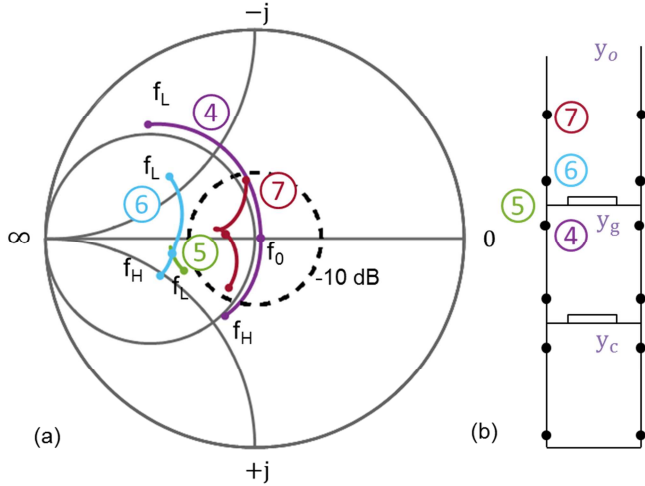 −j
f_L
④
f_L
⑥
⑦
⑤
∞
0
f_0
f_H
f_L
-10 dB
f_H
(a)
+j
y_o
⑦
⑥
⑤
y_g
④
y_c
(b)